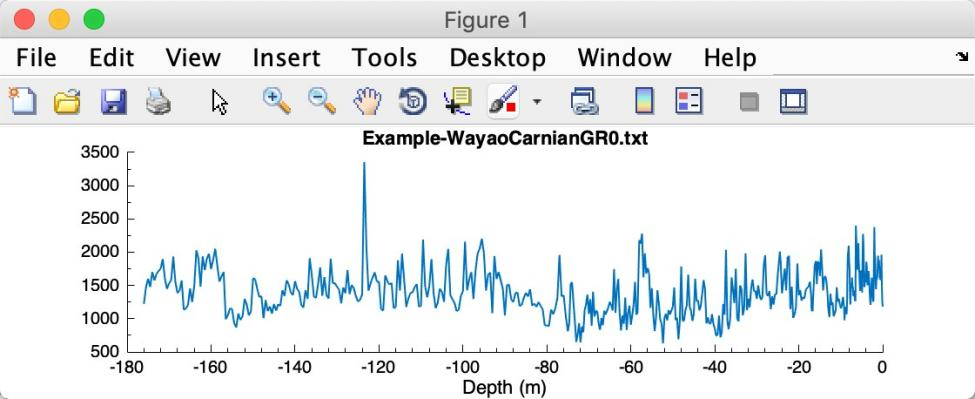 Figure 1
File Edit View Insert Tools Desktop Window Help
Example-WayaoCarnianGR0.txt
3500
3000
2500
2000
1500
1000
500
-180 -160 -140 -120 -100 -80 -60 -40 -20 0
Depth (m)